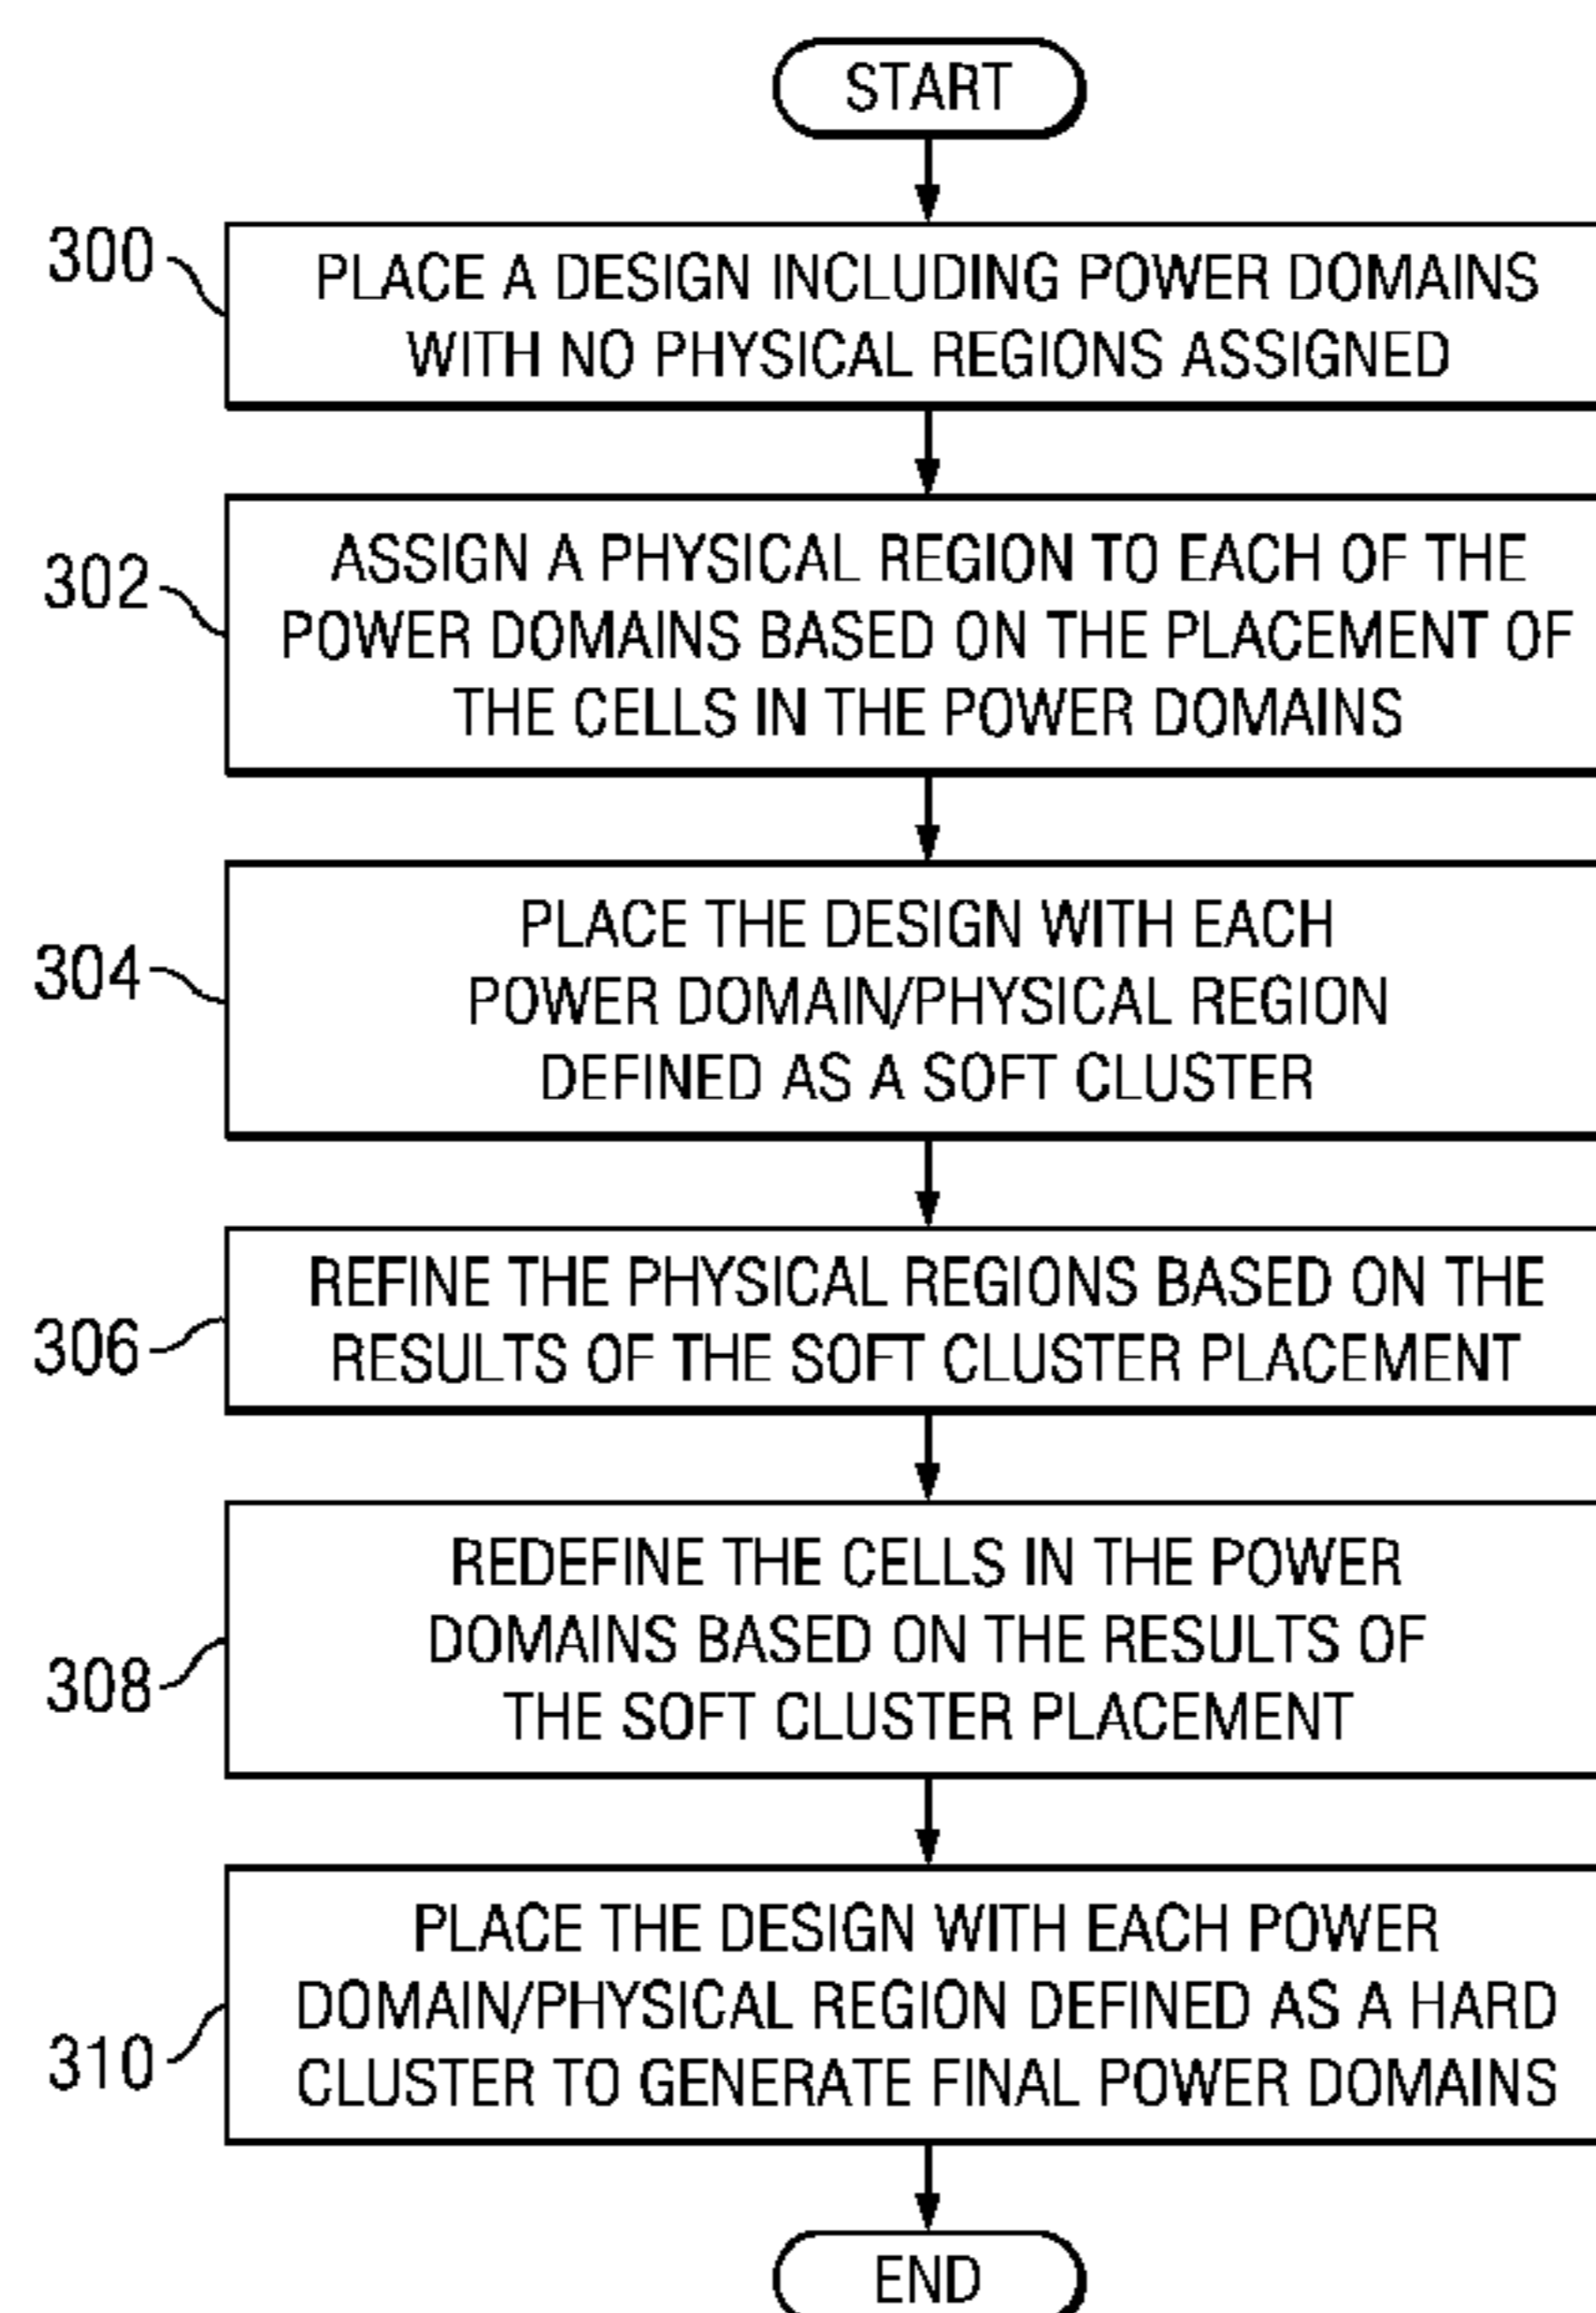 START
300
PLACE A DESIGN INCLUDING POWER DOMAINS
WITH NO PHYSICAL REGIONS ASSIGNED
302
ASSIGN A PHYSICAL REGION TO EACH OF THE
POWER DOMAINS BASED ON THE PLACEMENT OF
THE CELLS IN THE POWER DOMAINS
304
PLACE THE DESIGN WITH EACH
POWER DOMAIN/PHYSICAL REGION
DEFINED AS A SOFT CLUSTER
306
REFINE THE PHYSICAL REGIONS BASED ON THE
RESULTS OF THE SOFT CLUSTER PLACEMENT
308
REDEFINE THE CELLS IN THE POWER
DOMAINS BASED ON THE RESULTS OF
THE SOFT CLUSTER PLACEMENT
310
PLACE THE DESIGN WITH EACH POWER
DOMAIN/PHYSICAL REGION DEFINED AS A HARD
CLUSTER TO GENERATE FINAL POWER DOMAINS
END